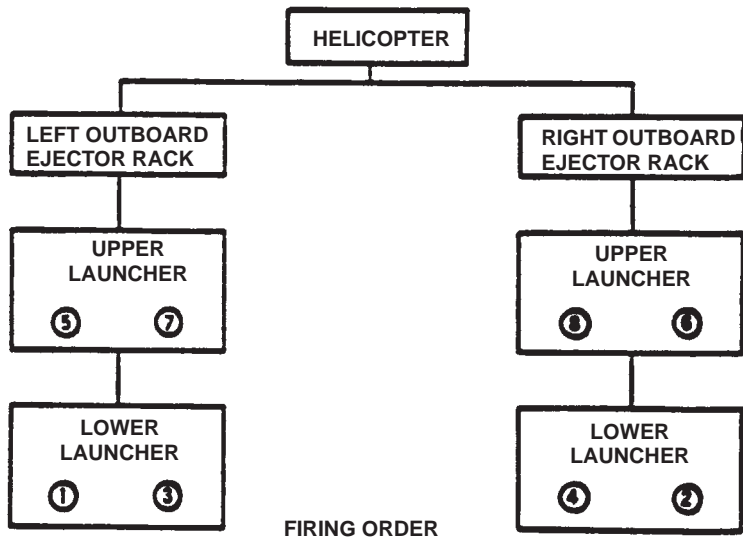 HELICOPTER
LEFT OUTBOARD
EJECTOR RACK
RIGHT OUTBOARD
EJECTOR RACK
UPPER
LAUNCHER
5 7
UPPER
LAUNCHER
8 6
LOWER
LAUNCHER
1 3
LOWER
LAUNCHER
4 2
FIRING ORDER